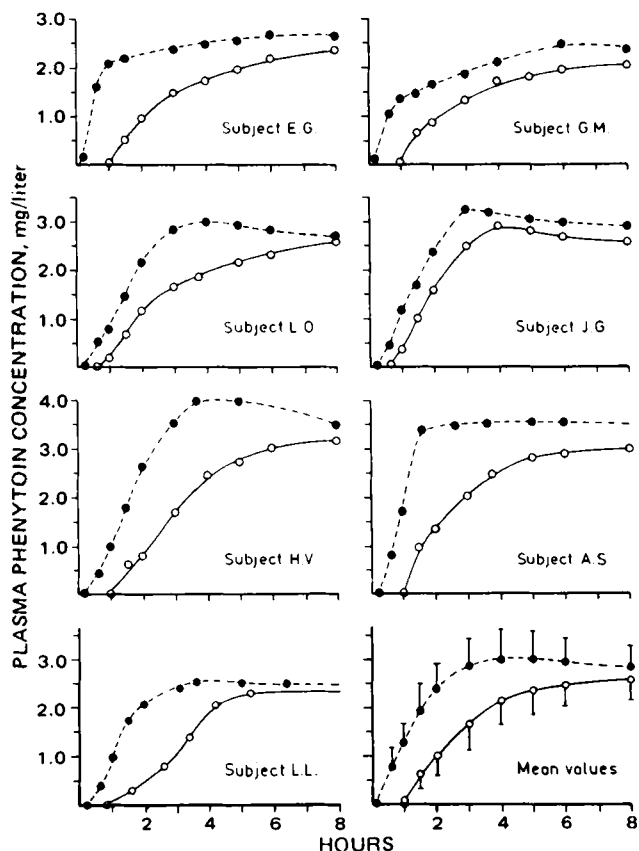 PLASMA PHENYTOIN CONCENTRATION, mg/liter
3.0
2.0
1.0
Subject E.G.
Subject G.M.
3.0
2.0
1.0
Subject L O
Subject J.G
4.0
3.0
2.0
1.0
Subject H.V
Subject A.S
3.0
2.0
1.0
Subject L.L.
Mean values
2 4 6 8 2 4 6 8
HOURS